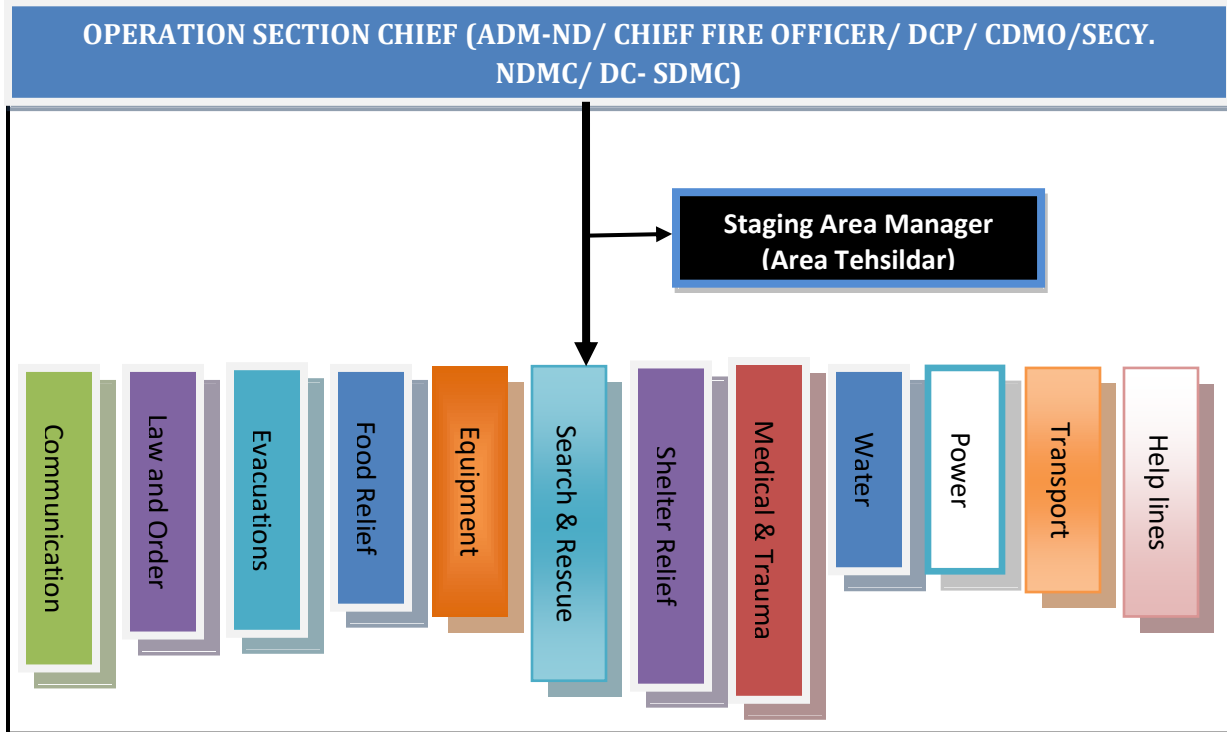 OPERATION SECTION CHIEF (ADM-ND/ CHIEF FIRE OFFICER/ DCP/ CDMO/SECY.
NDMC/ DC- SDMC)
Staging Area Manager
(Area Tehsildar)
Communication
Law and Order
Evacuations
Food Relief
Equipment
Search & Rescue
Shelter Relief
Medical & Trauma
Water
Power
Transport
Help lines